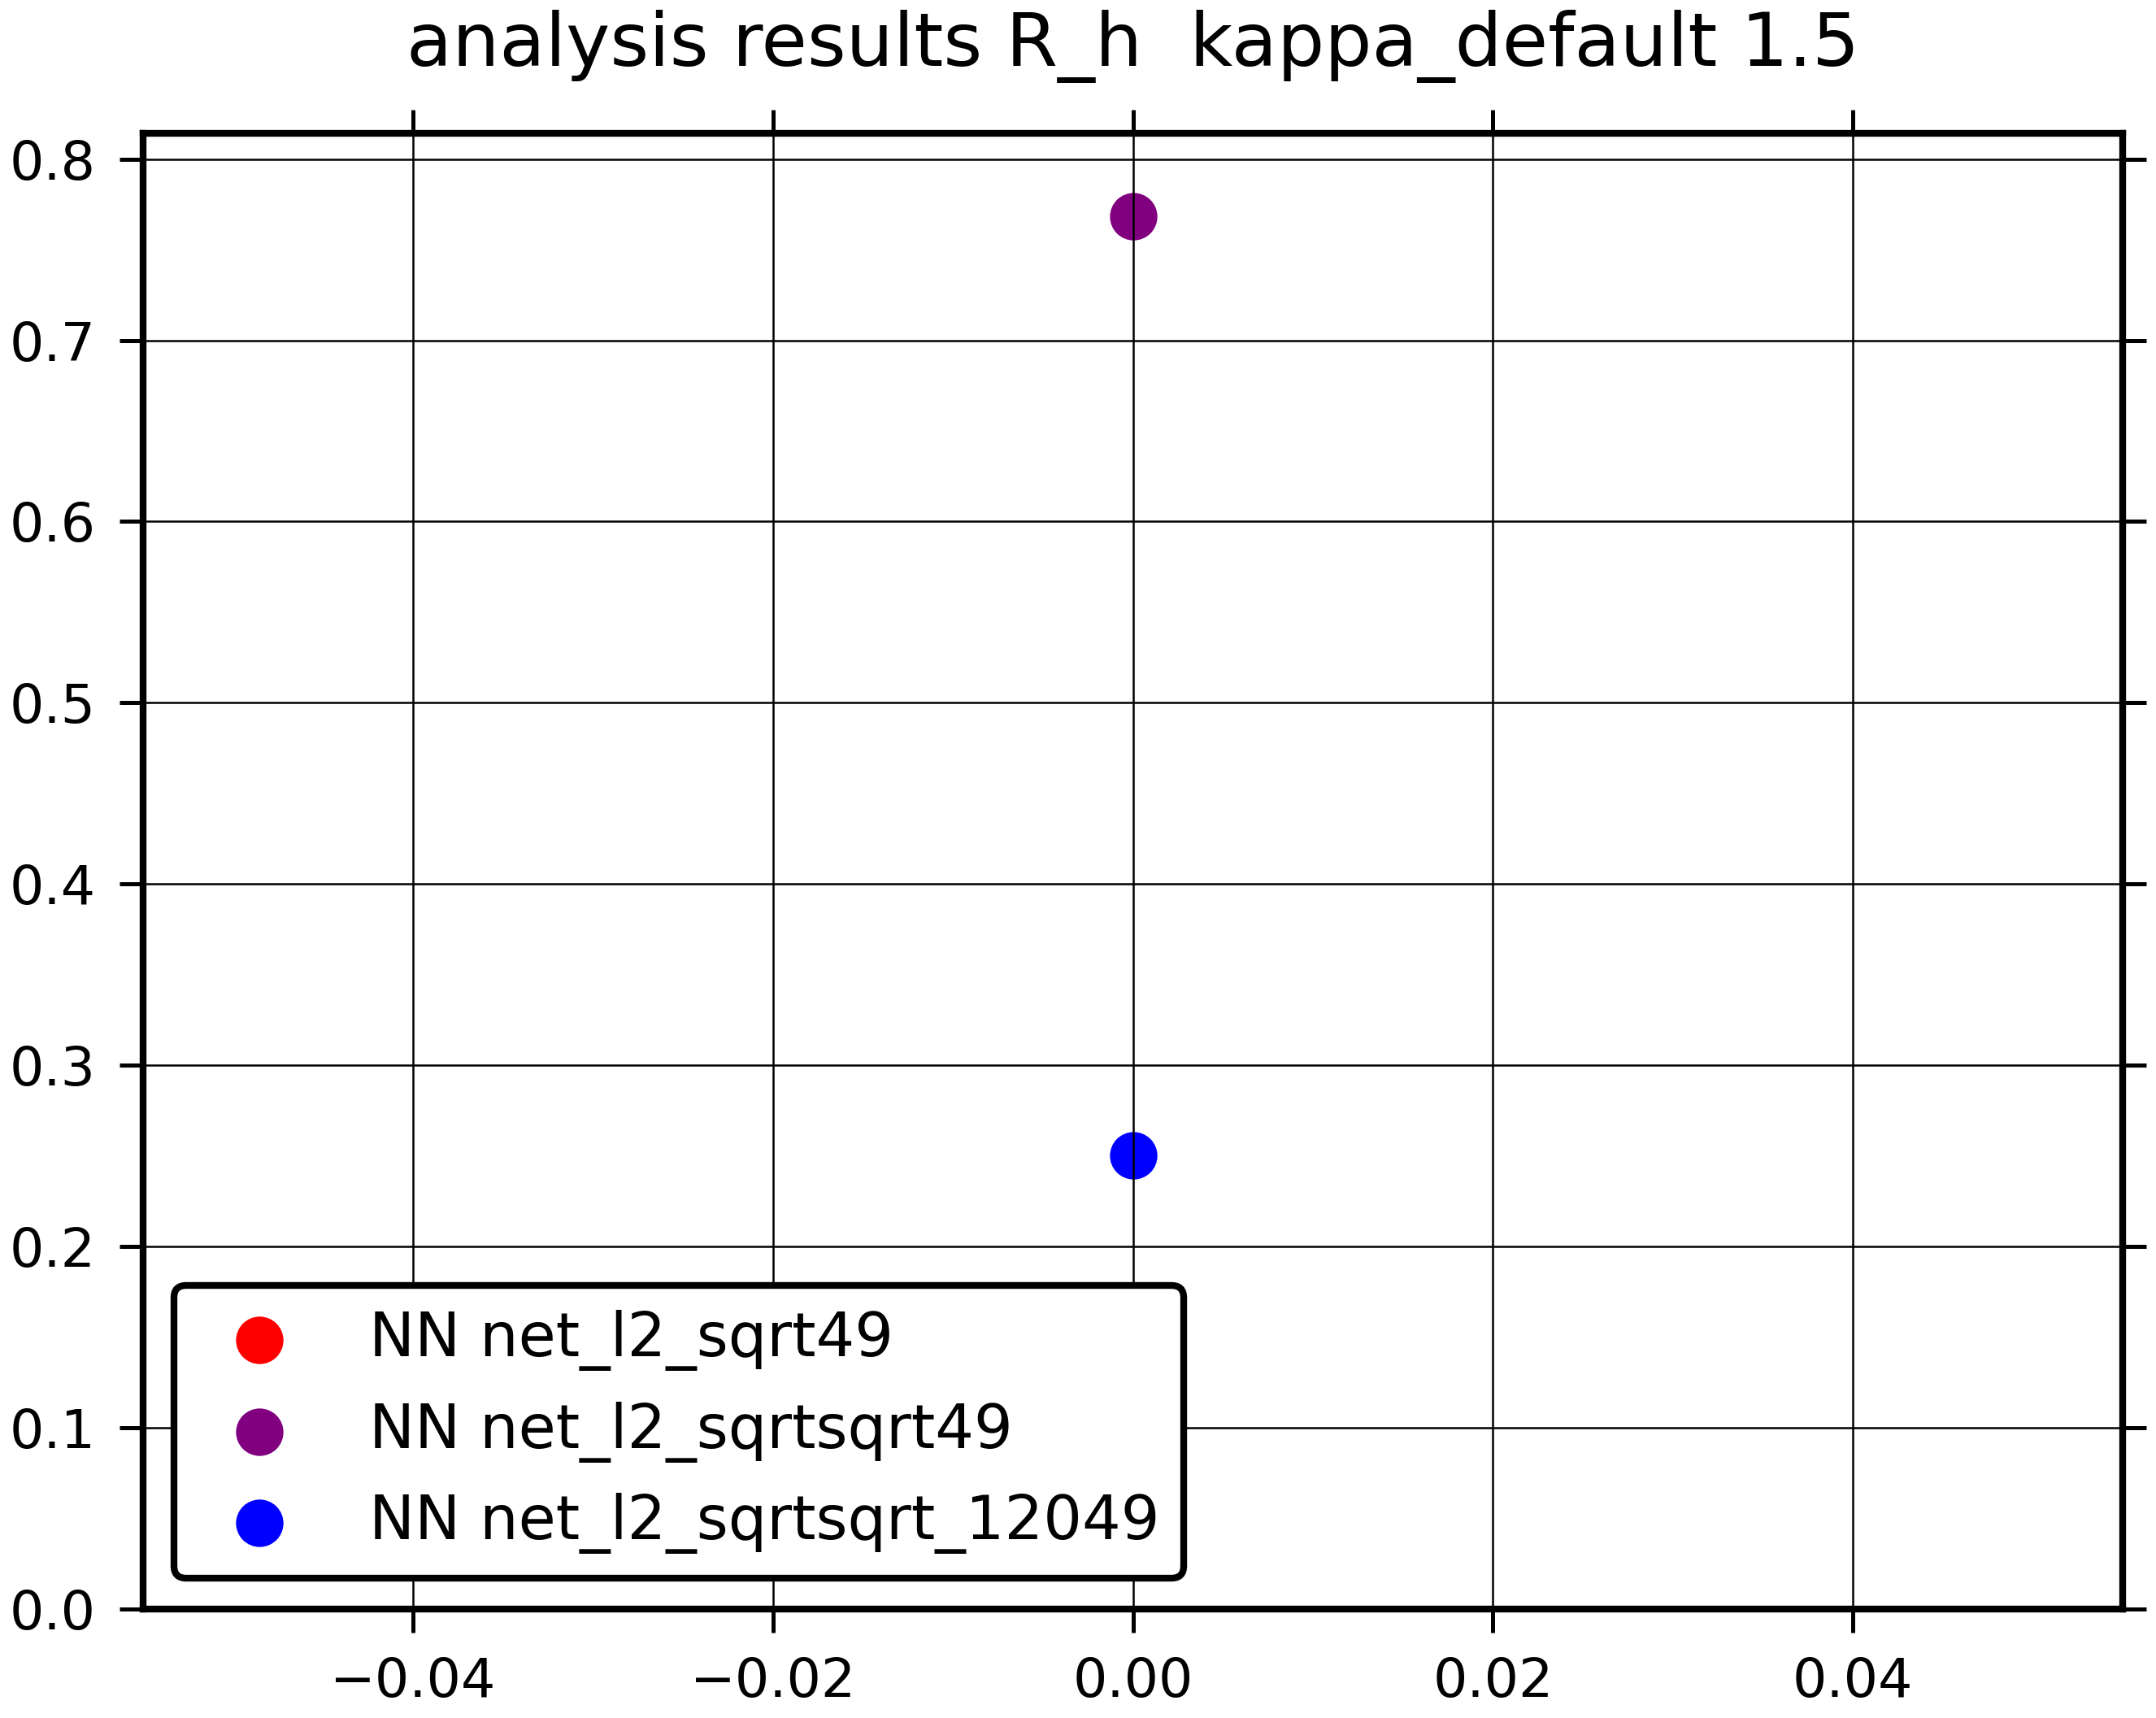 analysis results R_h  kappa_default 1.5
0.8
0.7
0.6
0.5
0.4
0.3
0.2
0.1
0.0
NN net_l2_sqrt49
NN net_l2_sqrtsqrt49
NN net_l2_sqrtsqrt_12049
−0.04 −0.02 0.00 0.02 0.04